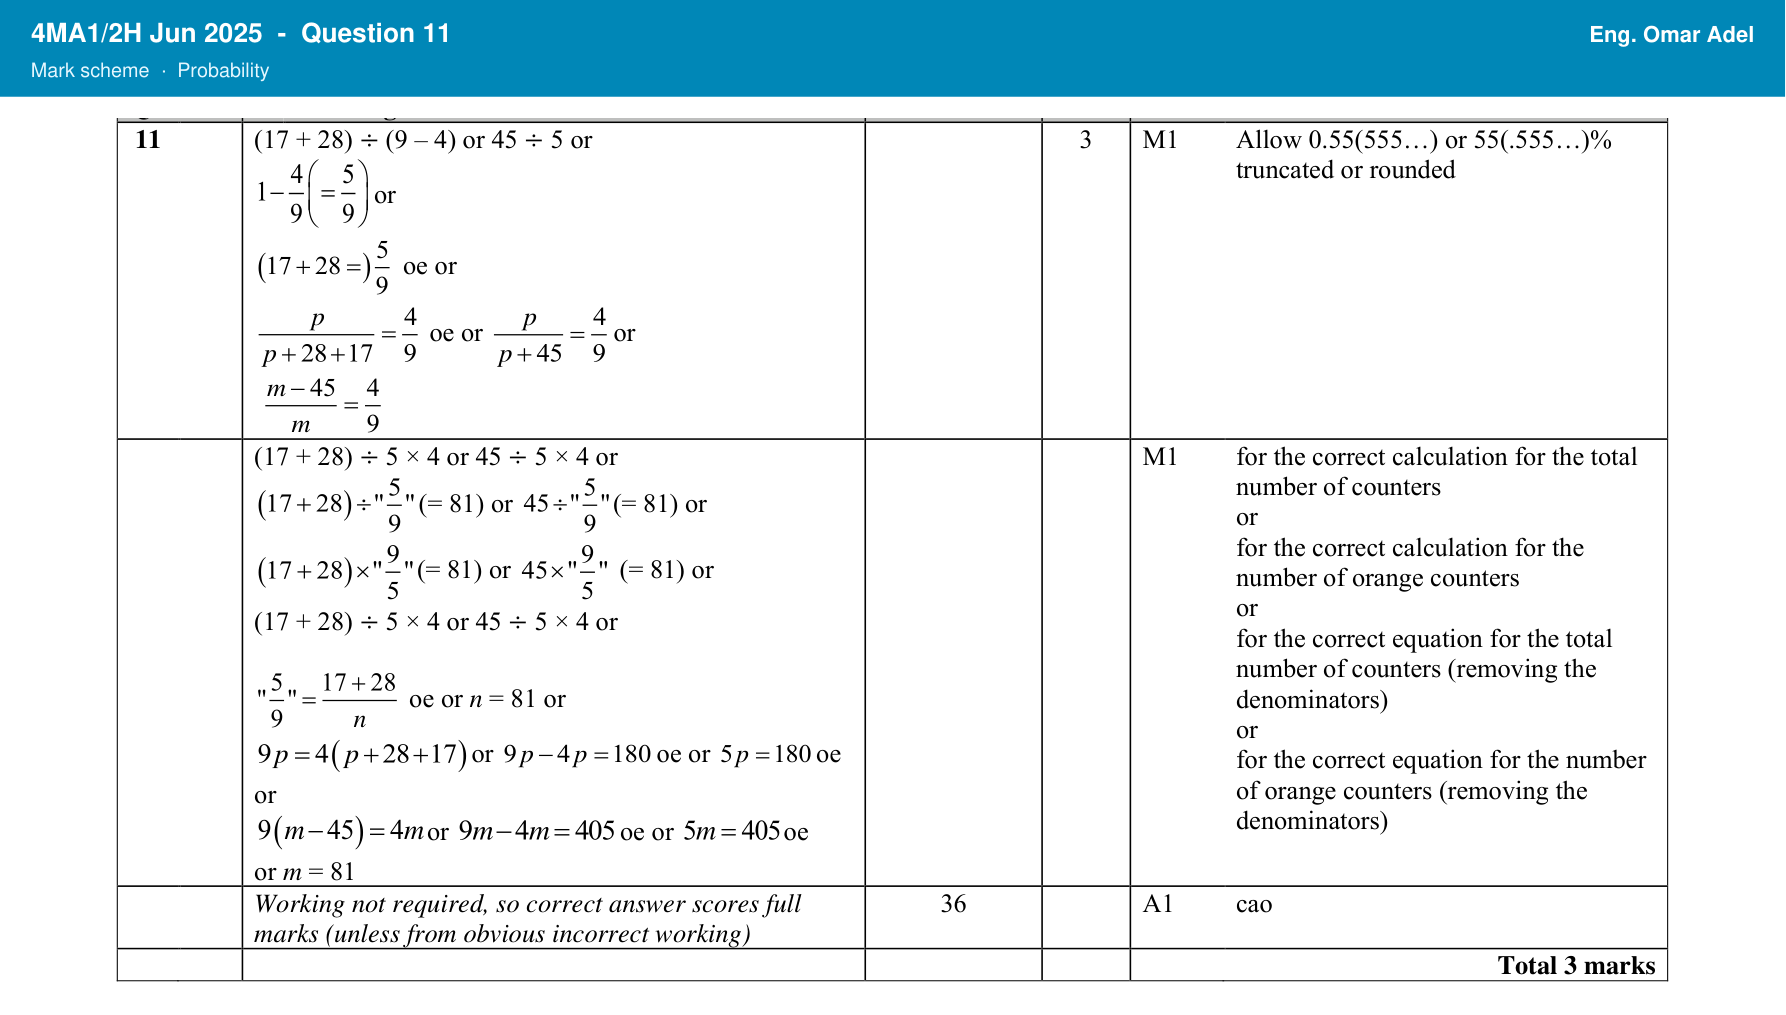 4MA1/2H Jun 2025 - Question 11
Eng. Omar Adel
Mark scheme · Probability
11
(17 + 28) ÷ (9 – 4) or 45 ÷ 5 or
3
M1
Allow 0.55(555…) or 55(.555…)%
truncated or rounded
1 − 4/9 (= 5/9) or
(17 + 28 =) 5/9 oe or
p/(p + 28 + 17) = 4/9 oe or p/(p + 45) = 4/9 or
(m − 45)/m = 4/9
(17 + 28) ÷ 5 × 4 or 45 ÷ 5 × 4 or
M1
for the correct calculation for the total
number of counters
or
for the correct calculation for the
number of orange counters
or
for the correct equation for the total
number of counters (removing the
denominators)
or
for the correct equation for the number
of orange counters (removing the
denominators)
(17 + 28) ÷ "5/9" (= 81) or 45 ÷ "5/9" (= 81) or
(17 + 28) × "9/5" (= 81) or 45 × "9/5" (= 81) or
(17 + 28) ÷ 5 × 4 or 45 ÷ 5 × 4 or
"5/9" = (17 + 28)/n oe or n = 81 or
9p = 4(p + 28 + 17) or 9p − 4p = 180 oe or 5p = 180 oe
or
9(m − 45) = 4m or 9m − 4m = 405 oe or 5m = 405 oe
or m = 81
Working not required, so correct answer scores full
marks (unless from obvious incorrect working)
36
A1
cao
Total 3 marks